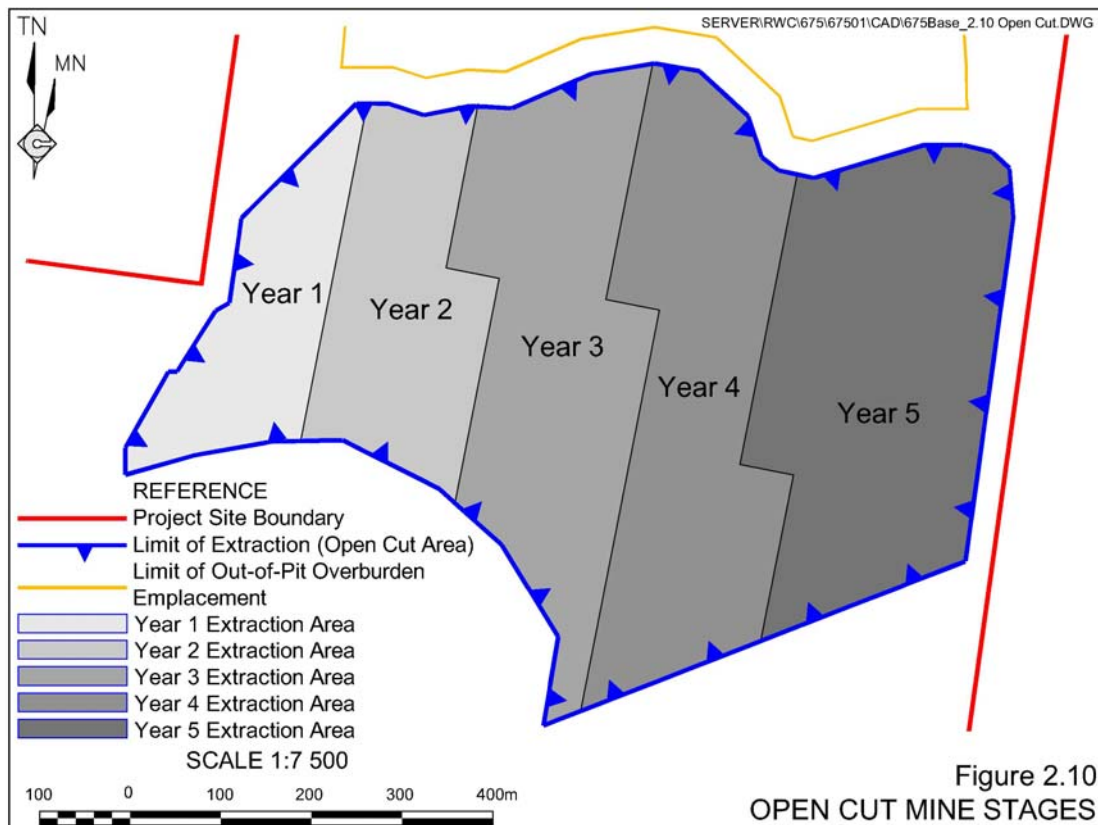 SERVER\RWC\675\67501\CAD\675Base_2.10 Open Cut.DWG
TN
MN
Year 1
Year 2
Year 3
Year 4
Year 5
REFERENCE
Project Site Boundary
Limit of Extraction (Open Cut Area)
Limit of Out-of-Pit Overburden
Emplacement
Year 1 Extraction Area
Year 2 Extraction Area
Year 3 Extraction Area
Year 4 Extraction Area
Year 5 Extraction Area
SCALE 1:7 500
100 0 100 200 300 400m
Figure 2.10
OPEN CUT MINE STAGES